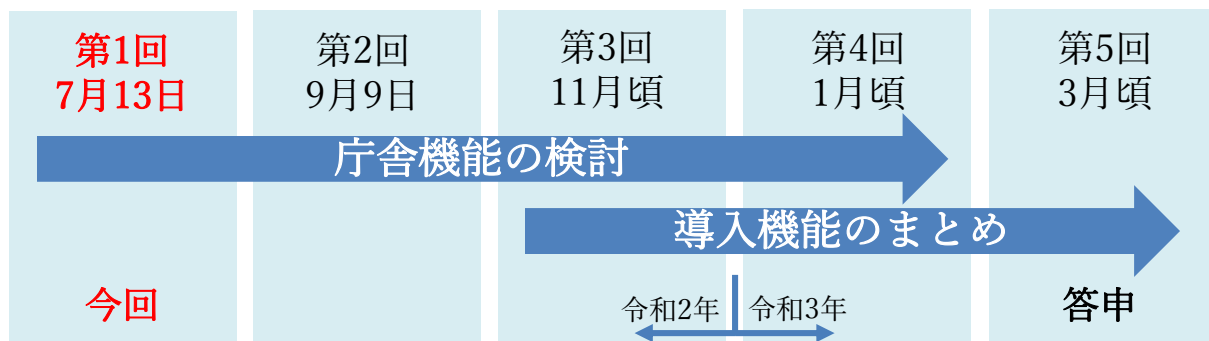 第1回
7月13日
第2回
9月9日
第3回
11月頃
第4回
1月頃
第5回
3月頃
庁舎機能の検討
導入機能のまとめ
今回
令和2年
令和3年
答申